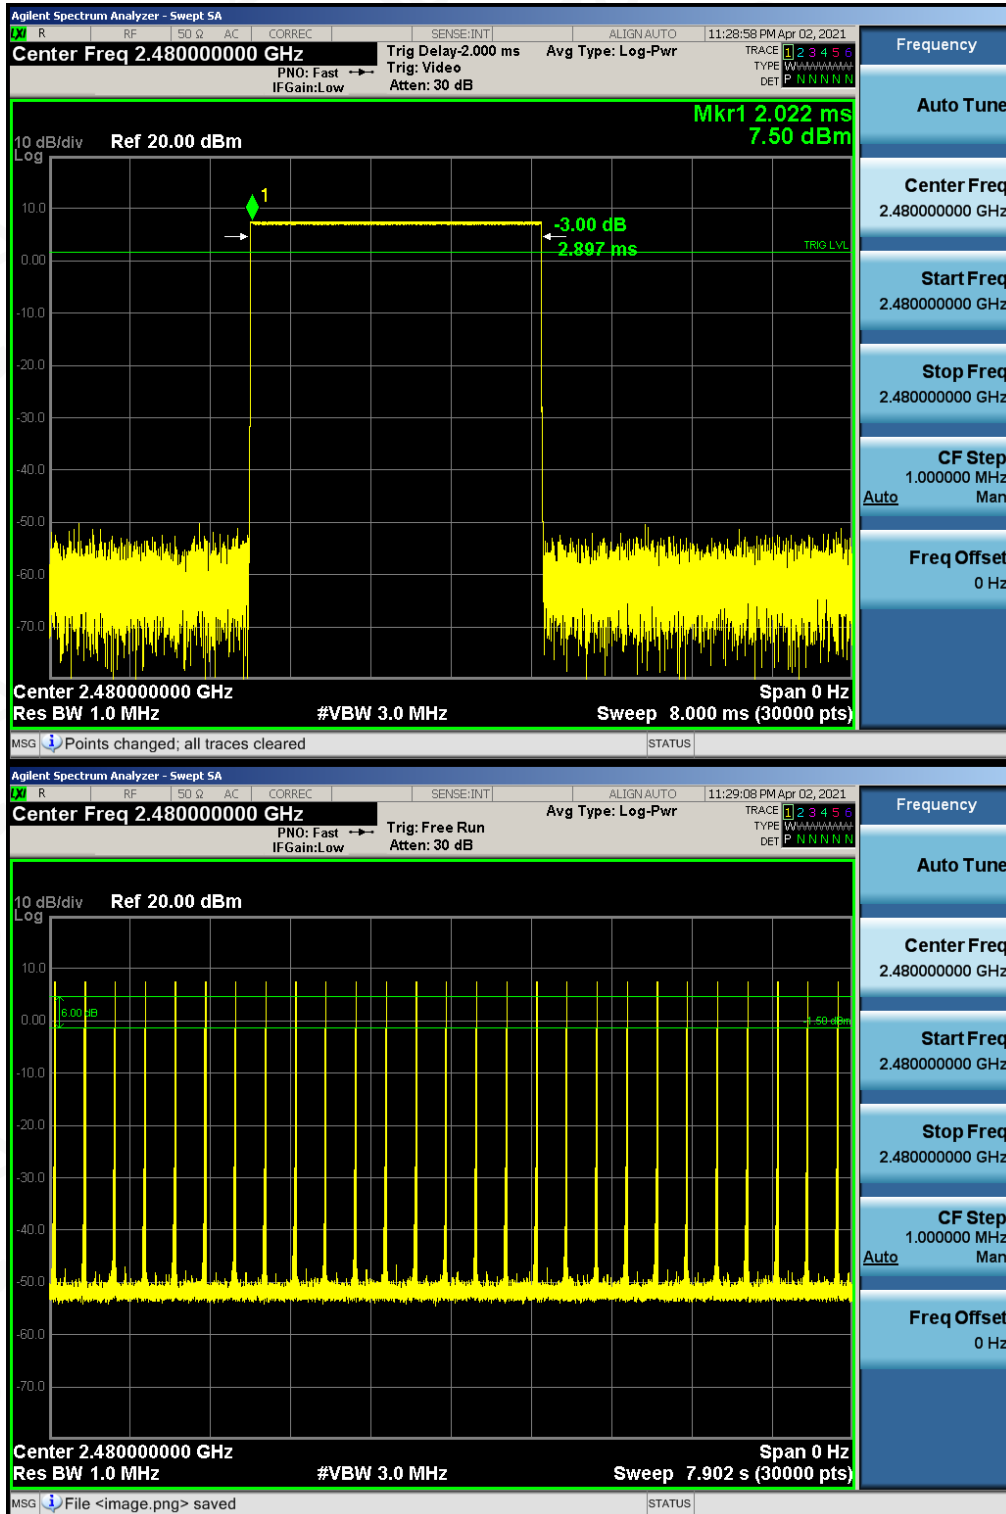 Agilent Spectrum Analyzer - Swept SA
LXI R RF 50 Ω AC CORREC SENSE:INT ALIGN AUTO 11:28:58 PM Apr 02, 2021
Center Freq 2.480000000 GHz Trig Delay-2.000 ms Avg Type: Log-Pwr TRACE 1 2 3 4 5 6
PNO: Fast Trig: Video TYPE WWWWWW
IFGain:Low Atten: 30 dB DET P N N N N N
Frequency
Auto Tune
Center Freq
2.480000000 GHz
Start Freq
2.480000000 GHz
Stop Freq
2.480000000 GHz
CF Step
1.000000 MHz
Auto Man
Freq Offset
0 Hz
Mkr1 2.022 ms
7.50 dBm
10 dB/div Ref 20.00 dBm
Log
1
10.0
-3.00 dB
2.897 ms
TRIG LVL
0.00
-10.0
-20.0
-30.0
-40.0
-50.0
-60.0
-70.0
Center 2.480000000 GHz Span 0 Hz
Res BW 1.0 MHz #VBW 3.0 MHz Sweep 8.000 ms (30000 pts)
MSG Points changed; all traces cleared STATUS
Agilent Spectrum Analyzer - Swept SA
LXI R RF 50 Ω AC CORREC SENSE:INT ALIGN AUTO 11:29:08 PM Apr 02, 2021
Center Freq 2.480000000 GHz Avg Type: Log-Pwr TRACE 1 2 3 4 5 6
PNO: Fast Trig: Free Run TYPE WWWWWW
IFGain:Low Atten: 30 dB DET P N N N N N
Frequency
Auto Tune
Center Freq
2.480000000 GHz
Start Freq
2.480000000 GHz
Stop Freq
2.480000000 GHz
CF Step
1.000000 MHz
Auto Man
Freq Offset
0 Hz
10 dB/div Ref 20.00 dBm
Log
10.0
6.00 dB
0.00
-1.50 dBm
-10.0
-20.0
-30.0
-40.0
-50.0
-60.0
-70.0
Center 2.480000000 GHz Span 0 Hz
Res BW 1.0 MHz #VBW 3.0 MHz Sweep 7.902 s (30000 pts)
MSG File <image.png> saved STATUS